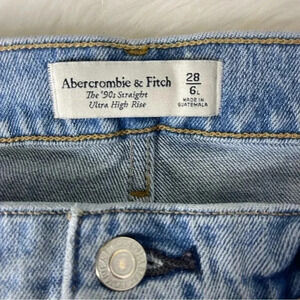 Abercrombie & Fitch
The '90s Straight
Ultra High Rise
28
6L
MADE IN
GUATEMALA